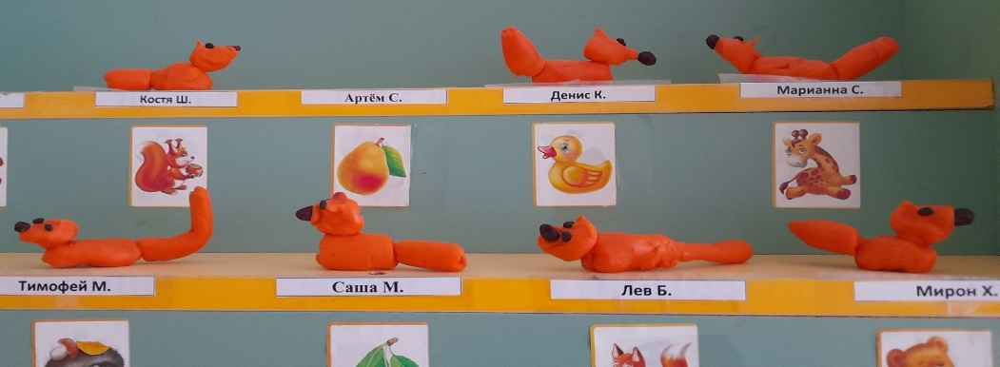 Костя Ш.
Артём С.
Денис К.
Марианна С.
Тимофей М.
Саша М.
Лев Б.
Мирон Х.